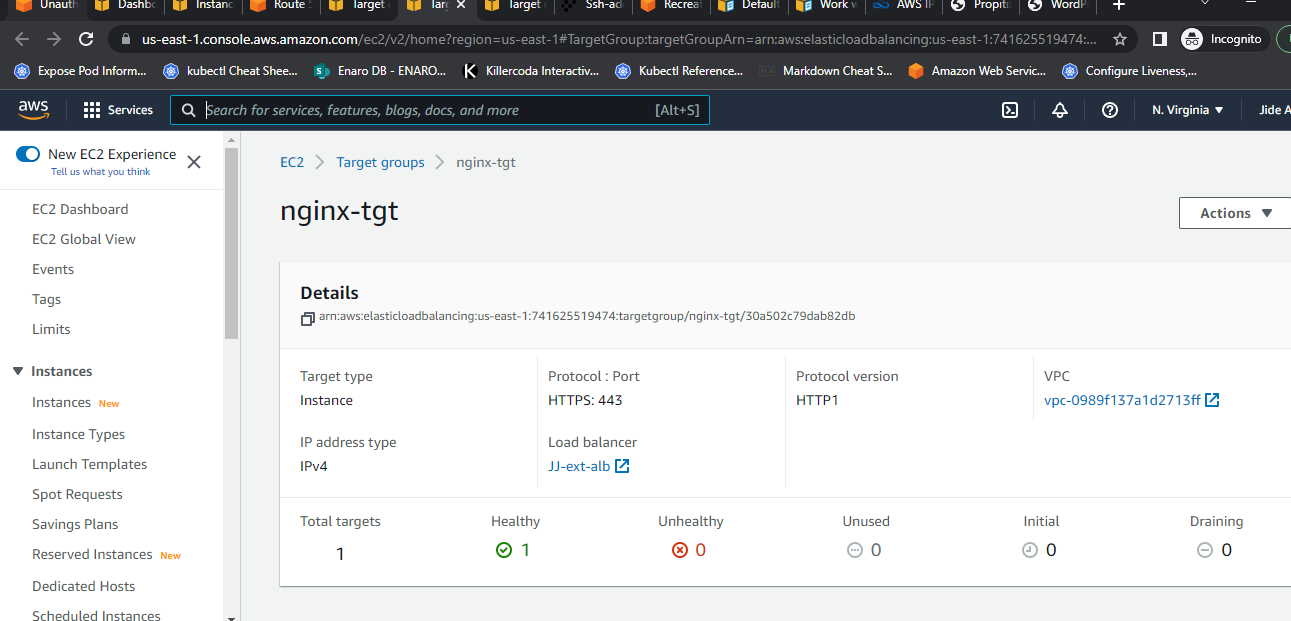 Unauth Dashbo Instanc Route Target Targ Target Ssh-ad Recrea Default Work w AWS IP Propiti WordP
us-east-1.console.aws.amazon.com/ec2/v2/home?region=us-east-1#TargetGroup:targetGroupArn=arn:aws:elasticloadbalancing:us-east-1:741625519474:... Incognito
Expose Pod Inform... kubectl Cheat Shee... Enaro DB - ENARO... Killercoda Interactiv... Kubectl Reference... Markdown Cheat S... Amazon Web Servic... Configure Liveness,...
aws Services Search for services, features, blogs, docs, and more [Alt+S] N. Virginia Jide A
New EC2 Experience
Tell us what you think
EC2 Dashboard
EC2 Global View
Events
Tags
Limits
Instances
Instances New
Instance Types
Launch Templates
Spot Requests
Savings Plans
Reserved Instances New
Dedicated Hosts
Scheduled Instances
EC2 Target groups nginx-tgt
nginx-tgt
Actions
Details
arn:aws:elasticloadbalancing:us-east-1:741625519474:targetgroup/nginx-tgt/30a502c79dab82db
Target type Protocol : Port Protocol version VPC
Instance HTTPS: 443 HTTP1 vpc-0989f137a1d2713ff
IP address type Load balancer
IPv4 JJ-ext-alb
Total targets Healthy Unhealthy Unused Initial Draining
1 1 0 0 0 0